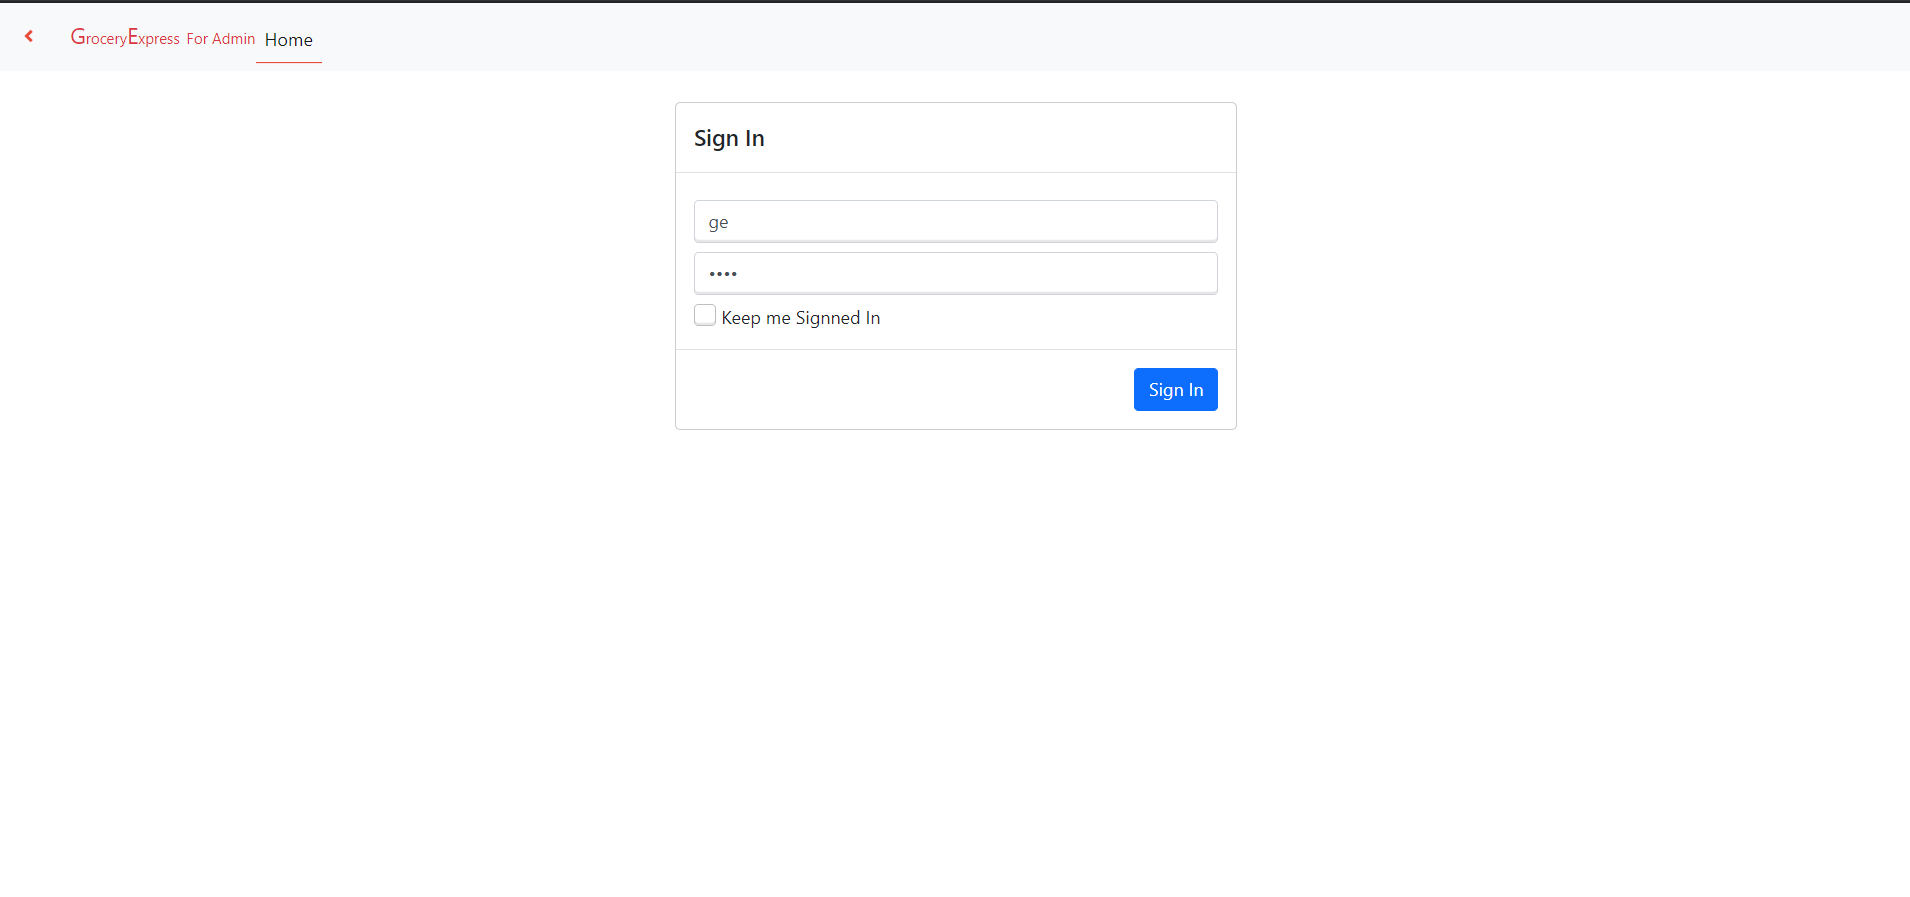 GroceryExpress For Admin Home
Sign In
ge
••••
Keep me Signned In
Sign In